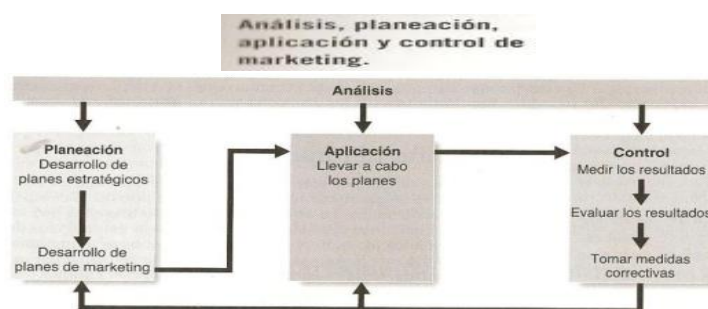 Análisis, planeación,
aplicación y control de
marketing.
Análisis
Planeación
Desarrollo de
planes estratégicos
Desarrollo de
planes de marketing
Aplicación
Llevar a cabo
los planes
Control
Medir los resultados
Evaluar los resultados
Tomar medidas
correctivas